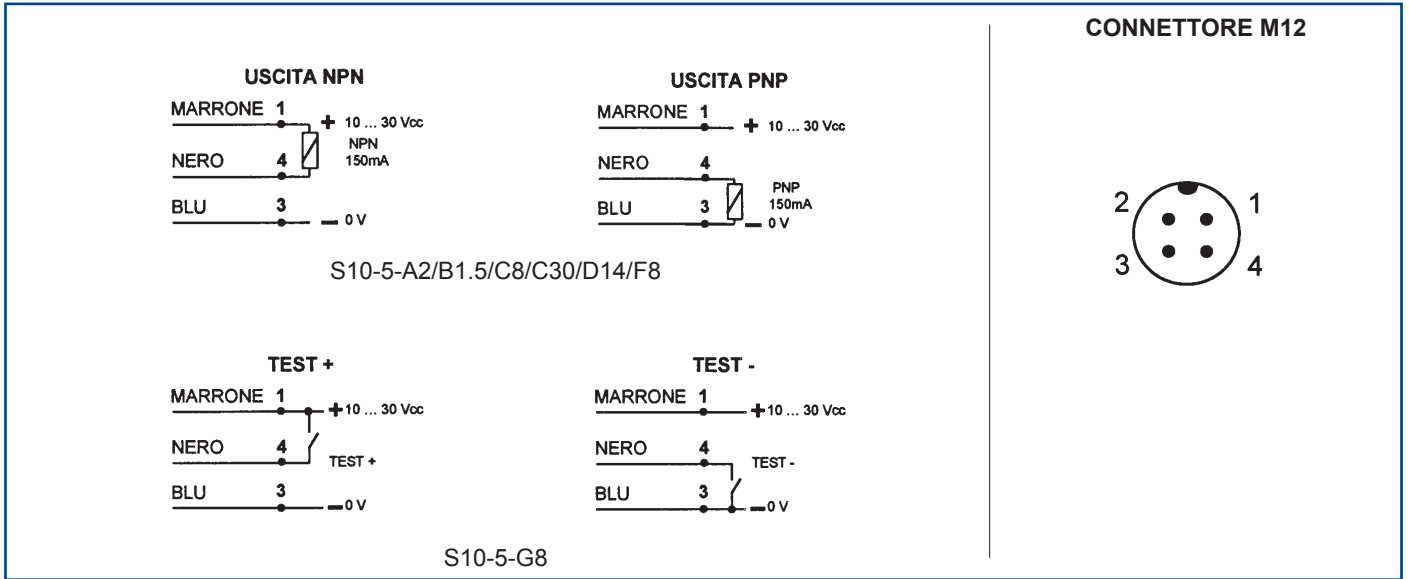 CONNETTORE M12
USCITA NPN
MARRONE 1
+ 10 ... 30 Vcc
NPN
150mA
NERO 4
BLU 3
– 0 V
USCITA PNP
MARRONE 1
+ 10 ... 30 Vcc
NERO 4
PNP
150mA
BLU 3
– 0 V
S10-5-A2/B1.5/C8/C30/D14/F8
2 1
3 4
TEST +
MARRONE 1
+ 10 ... 30 Vcc
NERO 4
TEST +
BLU 3
– 0 V
TEST -
MARRONE 1
+ 10 ... 30 Vcc
NERO 4
TEST -
BLU 3
– 0 V
S10-5-G8